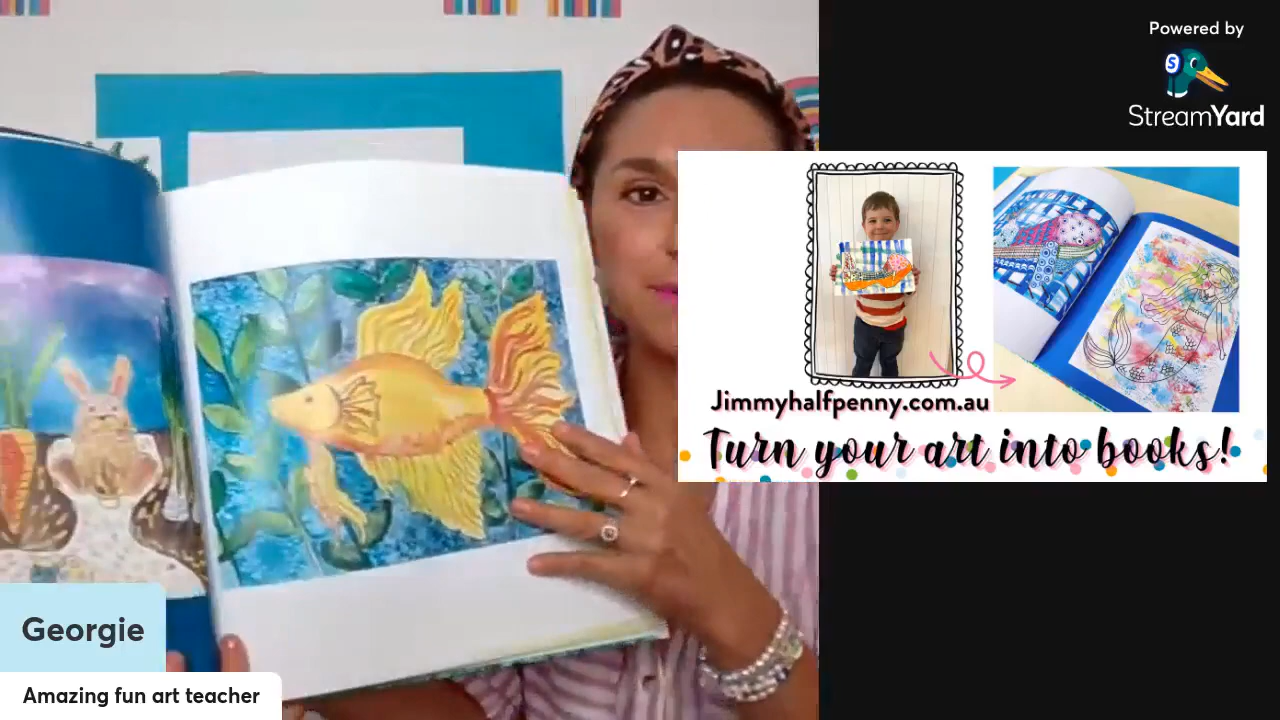 Powered by
S
StreamYard
Jimmyhalfpenny.com.au
Turn your art into books!
Georgie
Amazing fun art teacher